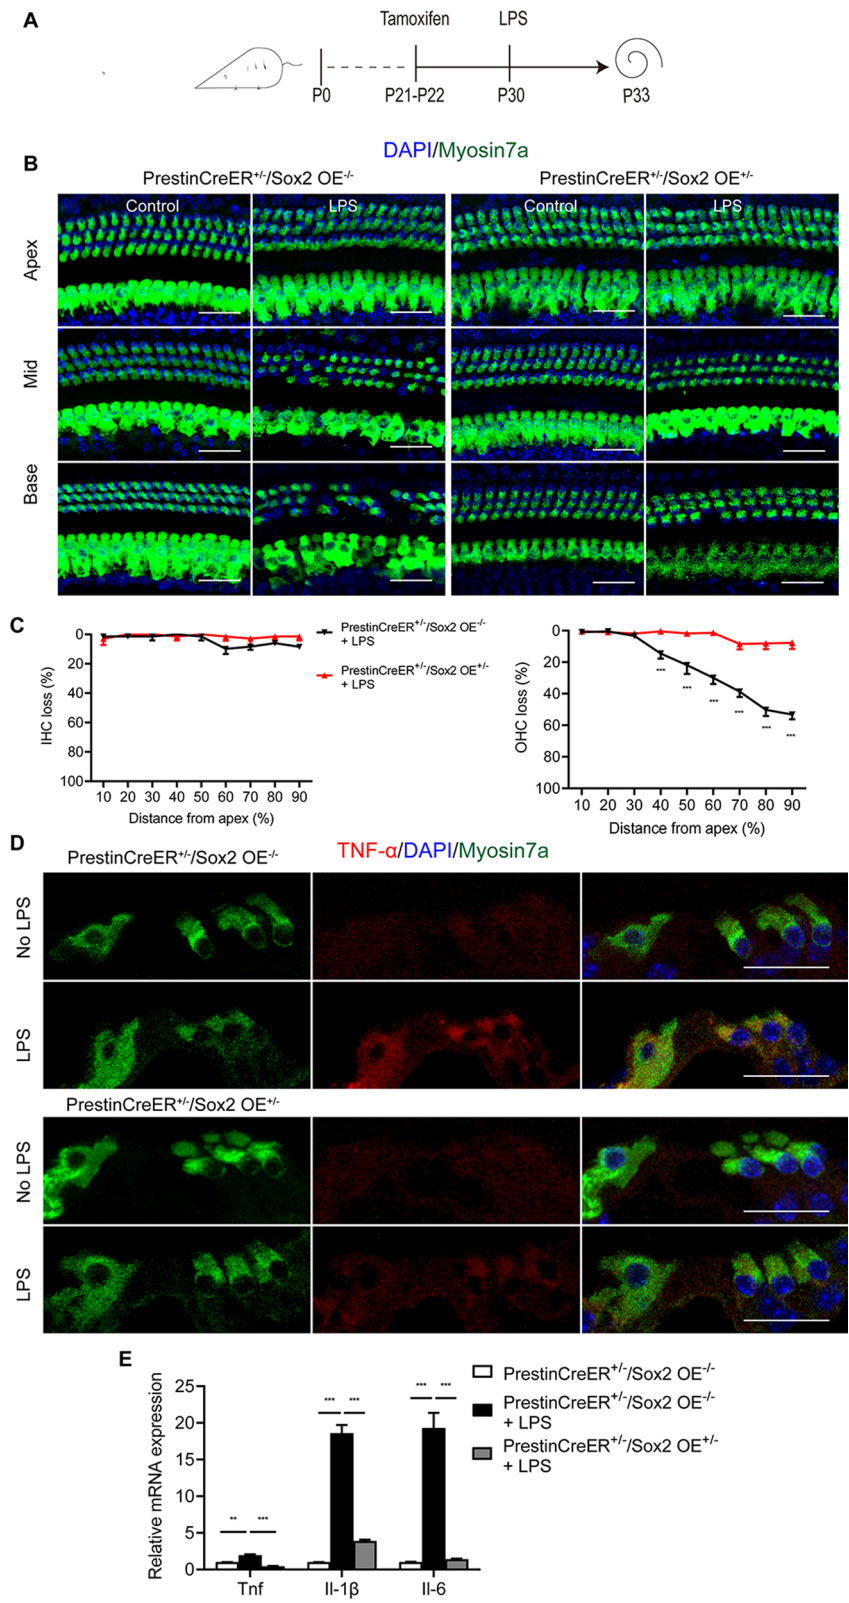 A
Tamoxifen LPS
P0 P21-P22 P30 P33
B
DAPI/Myosin7a
PrestinCreER+/-/Sox2 OE-/- PrestinCreER+/-/Sox2 OE+/-
Control LPS Control LPS
Apex
Mid
Base
C
PrestinCreER+/-/Sox2 OE-/-
+ LPS
PrestinCreER+/-/Sox2 OE+/-
+ LPS
IHC loss (%)
0
20
40
60
80
100
10 20 30 40 50 60 70 80 90
Distance from apex (%)
OHC loss (%)
0
20
40
60
80
100
*** *** *** *** *** ***
10 20 30 40 50 60 70 80 90
Distance from apex (%)
D
TNF-α/DAPI/Myosin7a
PrestinCreER+/-/Sox2 OE-/-
No LPS
LPS
PrestinCreER+/-/Sox2 OE+/-
No LPS
LPS
E
PrestinCreER+/-/Sox2 OE-/-
PrestinCreER+/-/Sox2 OE-/-
+ LPS
PrestinCreER+/-/Sox2 OE+/-
+ LPS
Relative mRNA expression
25
20
15
10
5
0
** *** *** *** *** ***
Tnf Il-1β Il-6